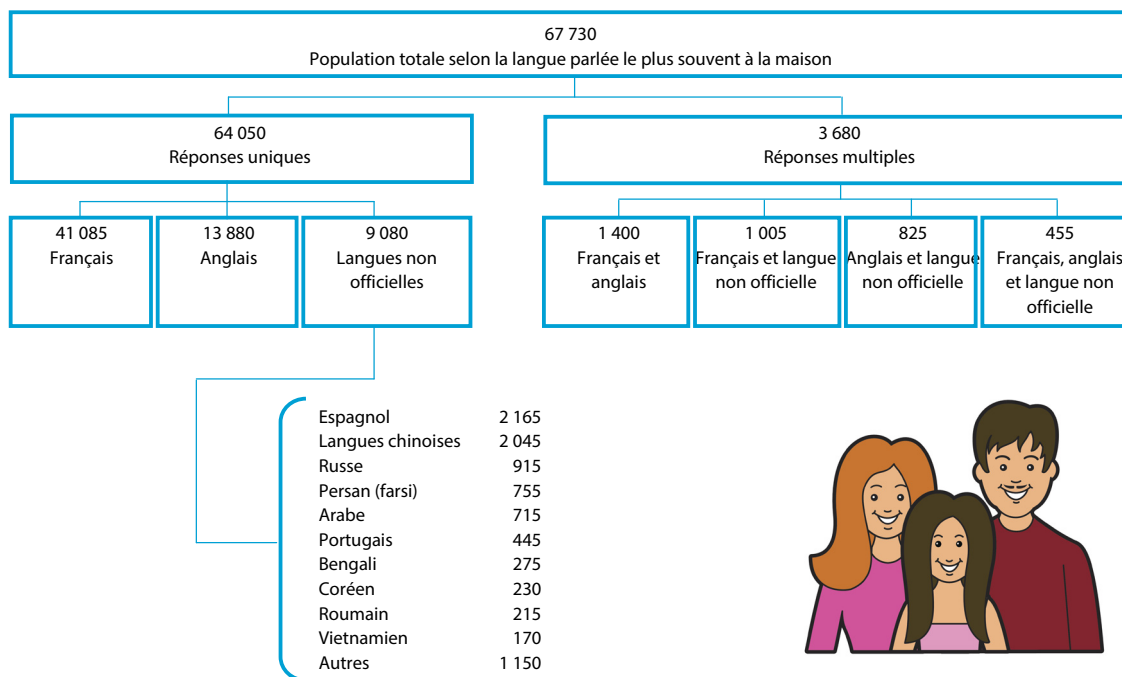 67 730
Population totale selon la langue parlée le plus souvent à la maison
64 050
Réponses uniques
3 680
Réponses multiples
41 085
Français
13 880
Anglais
9 080
Langues non
officielles
1 400
Français et
anglais
1 005
Français et langue
non officielle
825
Anglais et langue
non officielle
455
Français, anglais
et langue non
officielle
Espagnol 2 165
Langues chinoises 2 045
Russe 915
Persan (farsi) 755
Arabe 715
Portugais 445
Bengali 275
Coréen 230
Roumain 215
Vietnamien 170
Autres 1 150